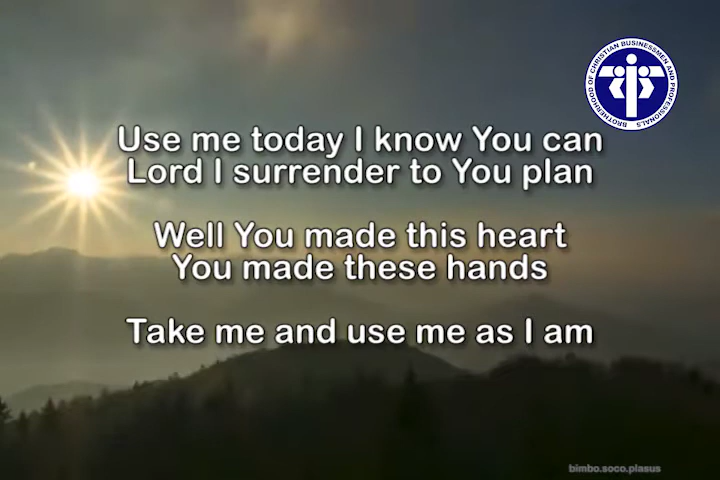 BROTHERHOOD OF CHRISTIAN BUSINESSMEN AND PROFESSIONALS
Use me today I know You can
Lord I surrender to You plan
Well You made this heart
You made these hands
Take me and use me as I am
bimbo.soco.plasus